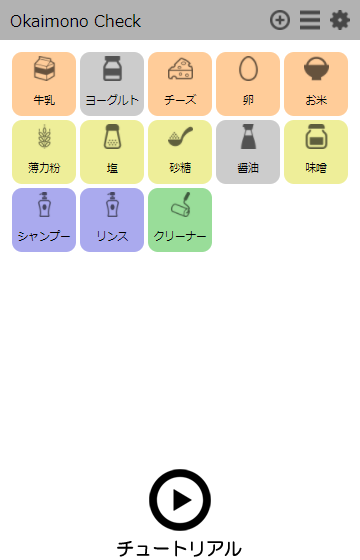 Okaimono Check
牛乳 ヨーグルト チーズ 卵 お米
薄力粉 塩 砂糖 醤油 味噌
シャンプー リンス クリーナー
チュートリアル